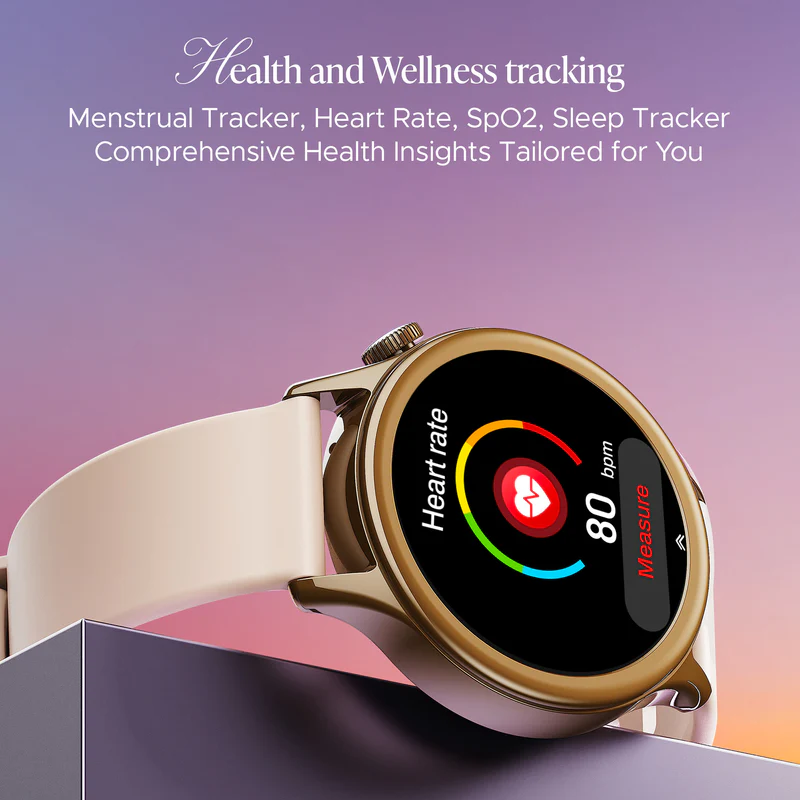 Health and Wellness tracking
Menstrual Tracker, Heart Rate, SpO2, Sleep Tracker
Comprehensive Health Insights Tailored for You
Heart rate
80 bpm
Measure